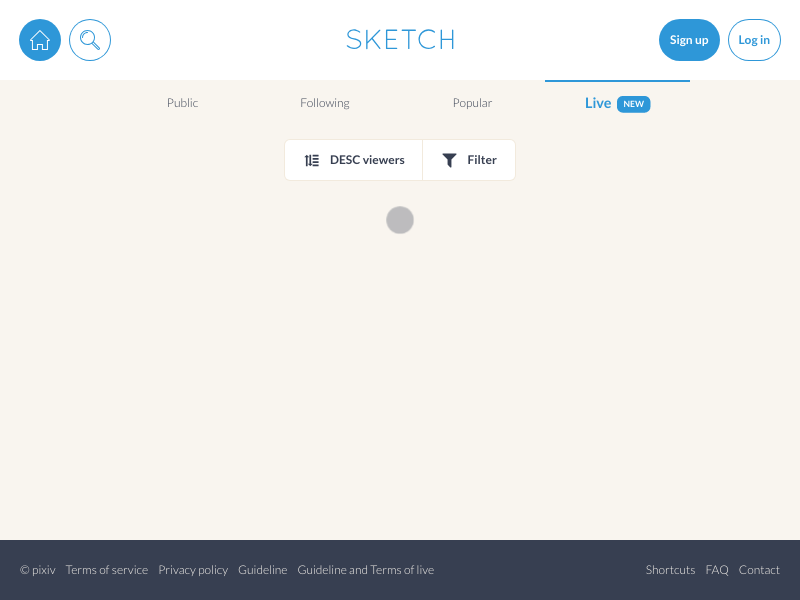 SKETCH
Sign up
Log in
Public
Following
Popular
Live NEW
DESC viewers
Filter
© pixiv Terms of service Privacy policy Guideline Guideline and Terms of live
Shortcuts FAQ Contact